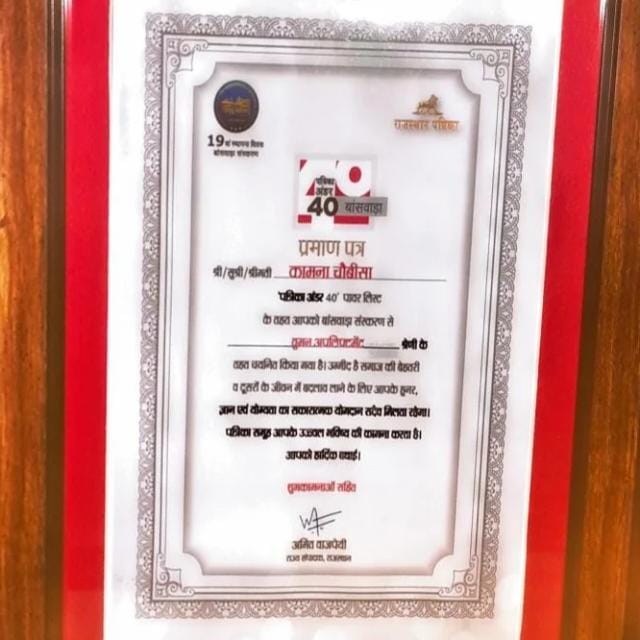 19 वां स्थापना दिवस
बांसवाड़ा संस्करण
राजस्थान पत्रिका
पत्रिका
अंडर
40 बांसवाड़ा
प्रमाण पत्र
श्री/सुश्री/श्रीमती कामना चौबीसा
'पत्रिका अंडर 40' पावर लिस्ट
के तहत आपको बांसवाड़ा संस्करण से
वुमन अपलिफ्टमेंट श्रेणी के
तहत चयनित किया गया है। उम्मीद है समाज की बेहतरी
व दूसरों के जीवन में बदलाव लाने के लिए आपके हुनर,
ज्ञान एवं योग्यता का सकारात्मक योगदान सदैव मिलता रहेगा।
पत्रिका समूह आपके उज्ज्वल भविष्य की कामना करता है।
आपको हार्दिक बधाई।
शुभकामनाओं सहित
अमित वाजपेयी
राज्य संपादक, राजस्थान